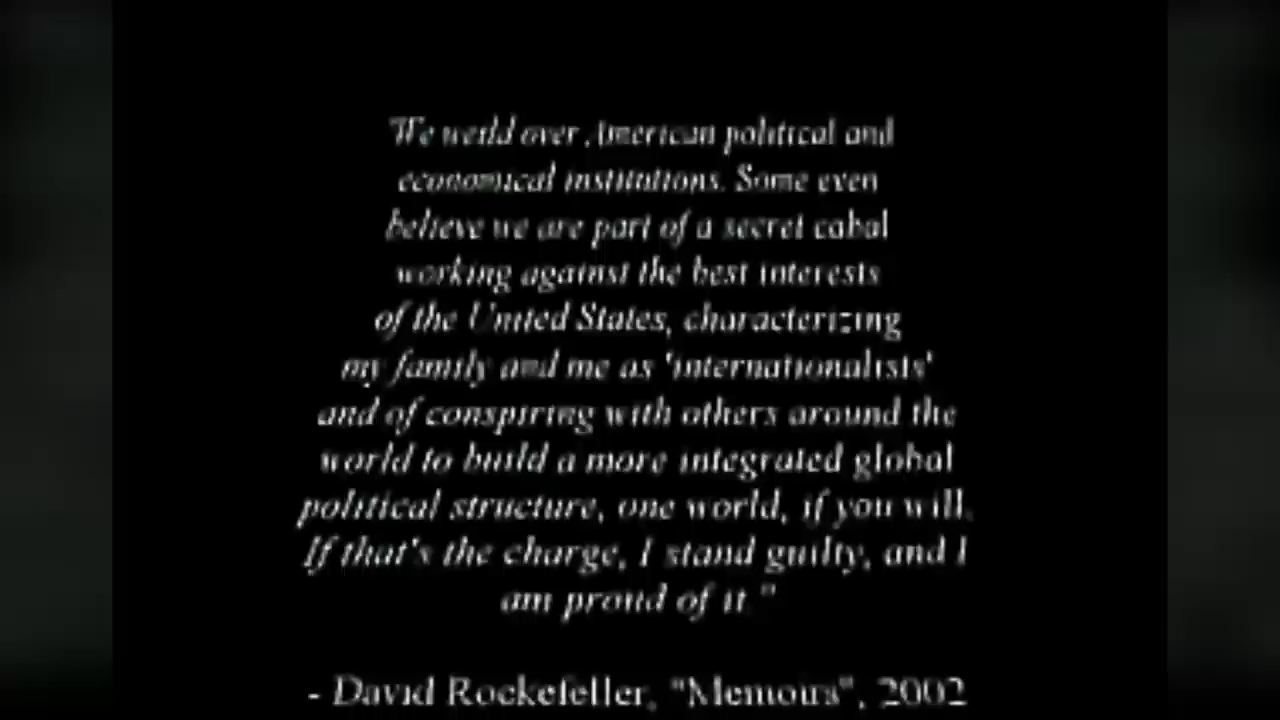 "We weild over American political and
economical institutions. Some even
believe we are part of a secret cabal
working against the best interests
of the United States, characterizing
my family and me as 'internationalists'
and of conspiring with others around the
world to build a more integrated global
political structure, one world, if you will.
If that's the charge, I stand guilty, and I
am proud of it."
- David Rockefeller, "Memoirs", 2002